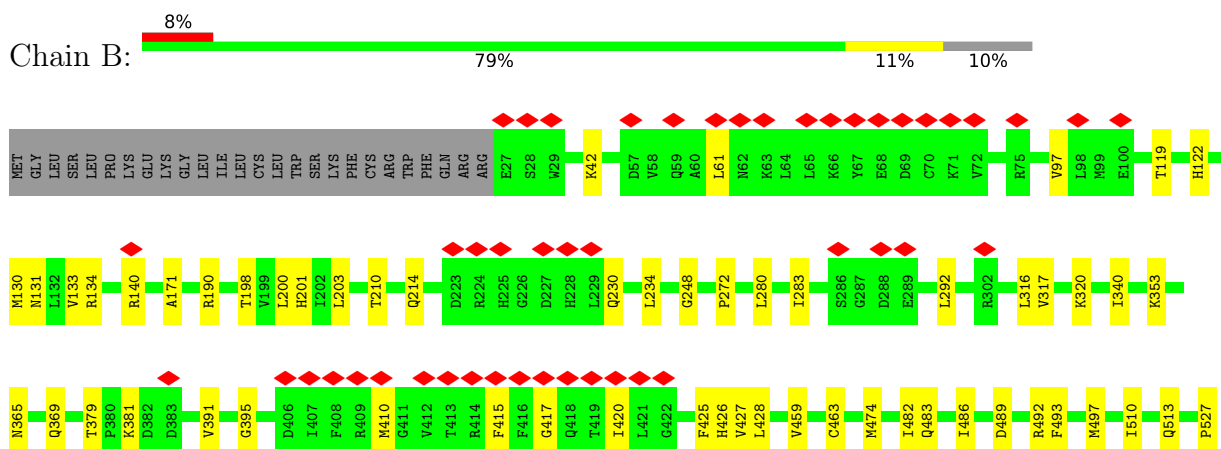 8%
Chain B:
79% 11% 10%
MET GLY LEU SER LEU PRO LYS GLU LYS GLY LEU ILE LEU CYS LEU TRP SER LYS PHE CYS ARG TRP PHE GLN ARG ARG E27 S28 W29 K42 D57 V58 Q59 A60 L61 N62 K63 L64 L65 K66 Y67 E68 D69 C70 K71 V72 R75 V97 L98 M99 E100 T119 H122
M130 N131 L132 V133 R134 R140 A171 R190 T198 V199 L200 H201 I202 L203 T210 Q214 D223 R224 H225 G226 D227 H228 L229 Q230 L234 G248 P272 L280 I283 S286 G287 D288 E289 L292 R302 L316 V317 K320 I340 K353
N365 Q369 T379 P380 K381 D382 D383 V391 G395 D406 I407 F408 R409 M410 G411 V412 T413 R414 F415 F416 G417 Q418 T419 I420 L421 G422 F425 H426 V427 L428 V459 C463 M474 I482 Q483 I486 D489 R492 F493 M497 I510 Q513 P527